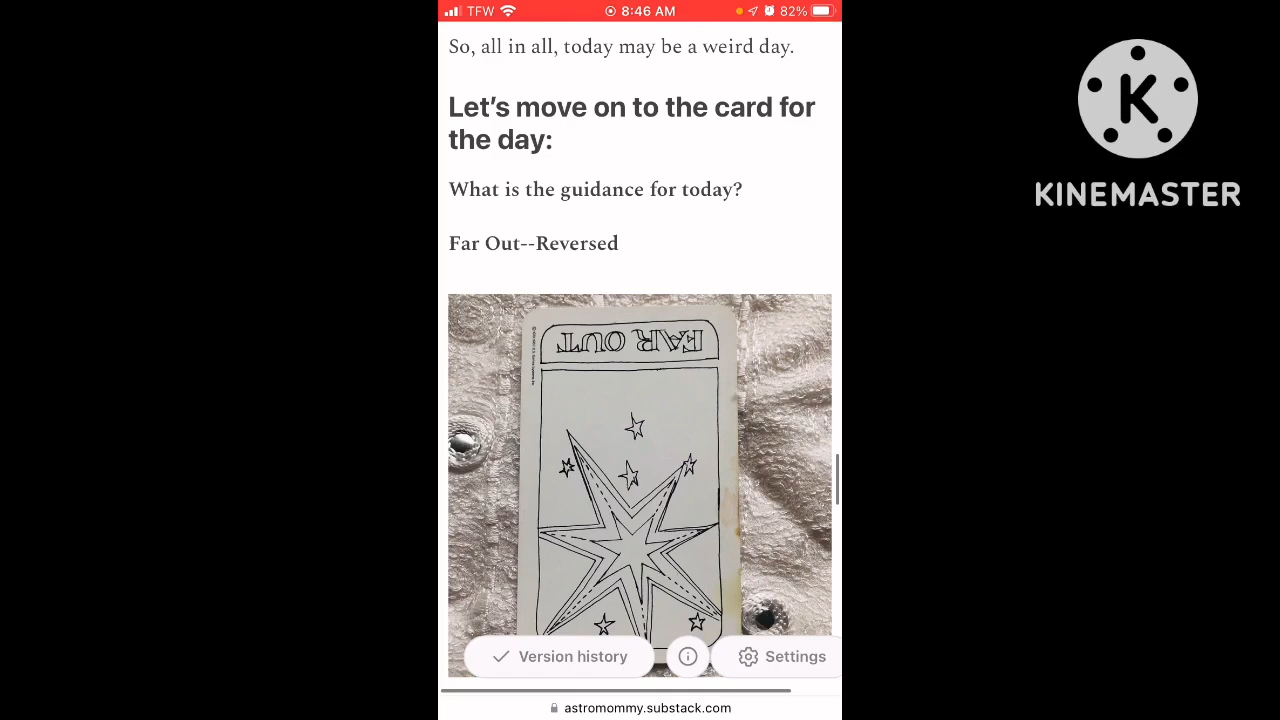 TFW 8:46 AM 82%
So, all in all, today may be a weird day.
Let’s move on to the card for
the day:
What is the guidance for today?
Far Out--Reversed
FAR OUT
Version history
Settings
astromommy.substack.com
K
KINEMASTER